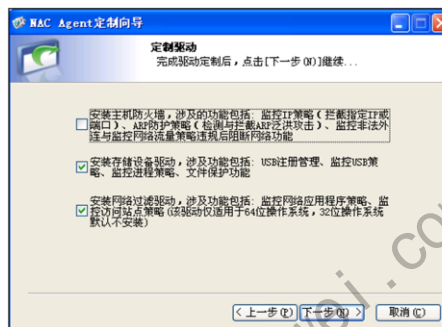 NAC Agent定制向导
定制驱动
完成驱动定制后，点击[下一步(N)]继续...
安装主机防火墙，涉及的功能包括：监控IP策略（拦截指定IP或
端口）、ARP防护策略（检测与拦截ARP泛洪攻击）、监控非法外
连与监控网络流量策略违规后阻断网络功能
安装存储设备驱动，涉及功能包括：USB注册管理、监控USB策
略、监控进程策略、文件保护功能
安装网络过滤驱动，涉及功能包括：监控网络应用程序策略、监
控访问站点策略(该驱动仅适用于64位操作系统，32位操作系统
默认不安装)
< 上一步(P) 下一步(N) > 取消(C)